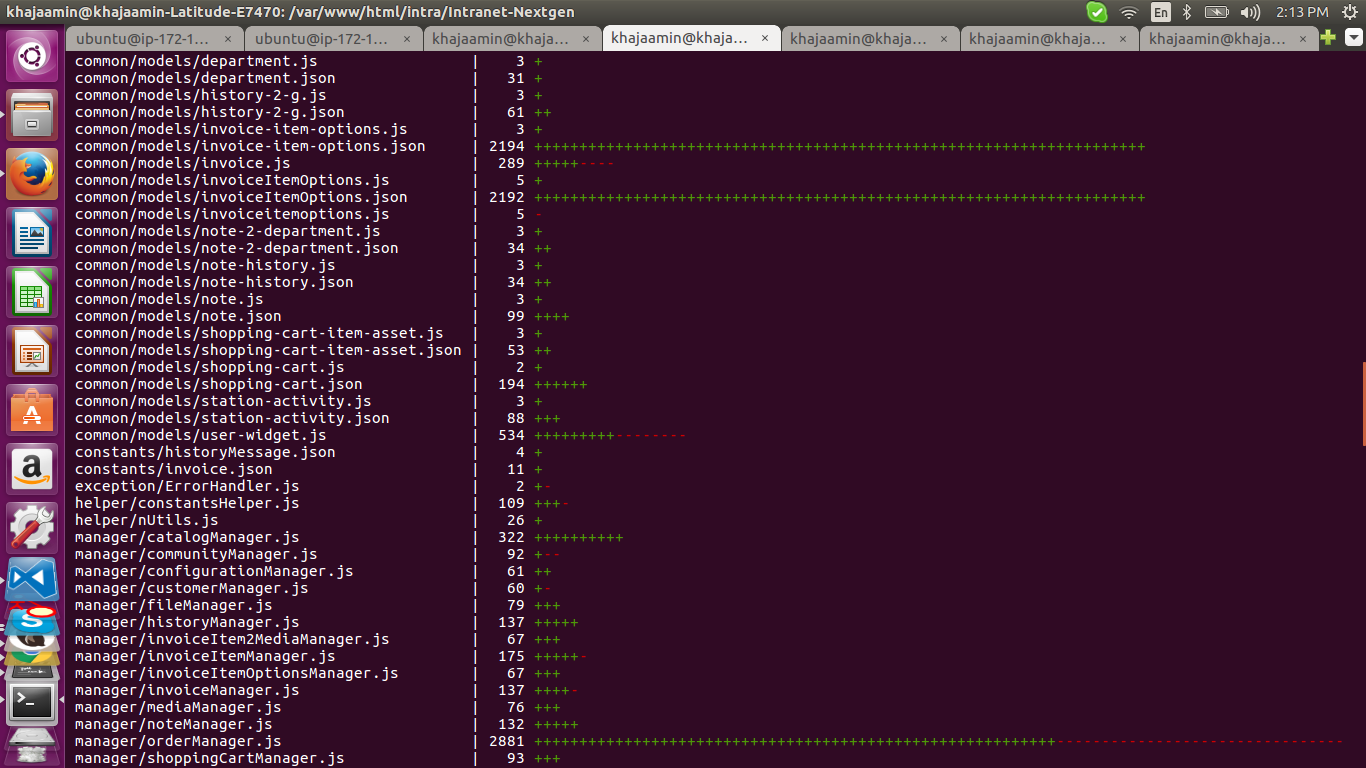 khajaamin@khajaamin-Latitude-E7470: /var/www/html/intra/Intranet-Nextgen En 2:13 PM
ubuntu@ip-172-1... × ubuntu@ip-172-1... × khajaamin@khaja... × khajaamin@khaja... × khajaamin@khaja... × khajaamin@khaja... × khajaamin@khaja... ×
common/models/department.js | 3 +
common/models/department.json | 31 +
common/models/history-2-g.js | 3 +
common/models/history-2-g.json | 61 ++
common/models/invoice-item-options.js | 3 +
common/models/invoice-item-options.json | 2194 ++++++++++++++++++++++++++++++++++++++++++++++++++++++++++++++++++++
common/models/invoice.js | 289 +++++----
common/models/invoiceItemOptions.js | 5 +
common/models/invoiceItemOptions.json | 2192 ++++++++++++++++++++++++++++++++++++++++++++++++++++++++++++++++++++
common/models/invoiceitemoptions.js | 5 -
common/models/note-2-department.js | 3 +
common/models/note-2-department.json | 34 ++
common/models/note-history.js | 3 +
common/models/note-history.json | 34 ++
common/models/note.js | 3 +
common/models/note.json | 99 ++++
common/models/shopping-cart-item-asset.js | 3 +
common/models/shopping-cart-item-asset.json | 53 ++
common/models/shopping-cart.js | 2 +
common/models/shopping-cart.json | 194 ++++++
common/models/station-activity.js | 3 +
common/models/station-activity.json | 88 +++
common/models/user-widget.js | 534 +++++++++--------
constants/historyMessage.json | 4 +
constants/invoice.json | 11 +
exception/ErrorHandler.js | 2 +-
helper/constantsHelper.js | 109 +++-
helper/nUtils.js | 26 +
manager/catalogManager.js | 322 ++++++++++
manager/communityManager.js | 92 +--
manager/configurationManager.js | 61 ++
manager/customerManager.js | 60 +-
manager/fileManager.js | 79 +++
manager/historyManager.js | 137 +++++
manager/invoiceItem2MediaManager.js | 67 +++
manager/invoiceItemManager.js | 175 +++++-
manager/invoiceItemOptionsManager.js | 67 +++
manager/invoiceManager.js | 137 ++++-
manager/mediaManager.js | 76 +++
manager/noteManager.js | 132 +++++
manager/orderManager.js | 2881 ++++++++++++++++++++++++++++++++++++++++++++++++++++++++++--------------------------------
manager/shoppingCartManager.js | 93 +++